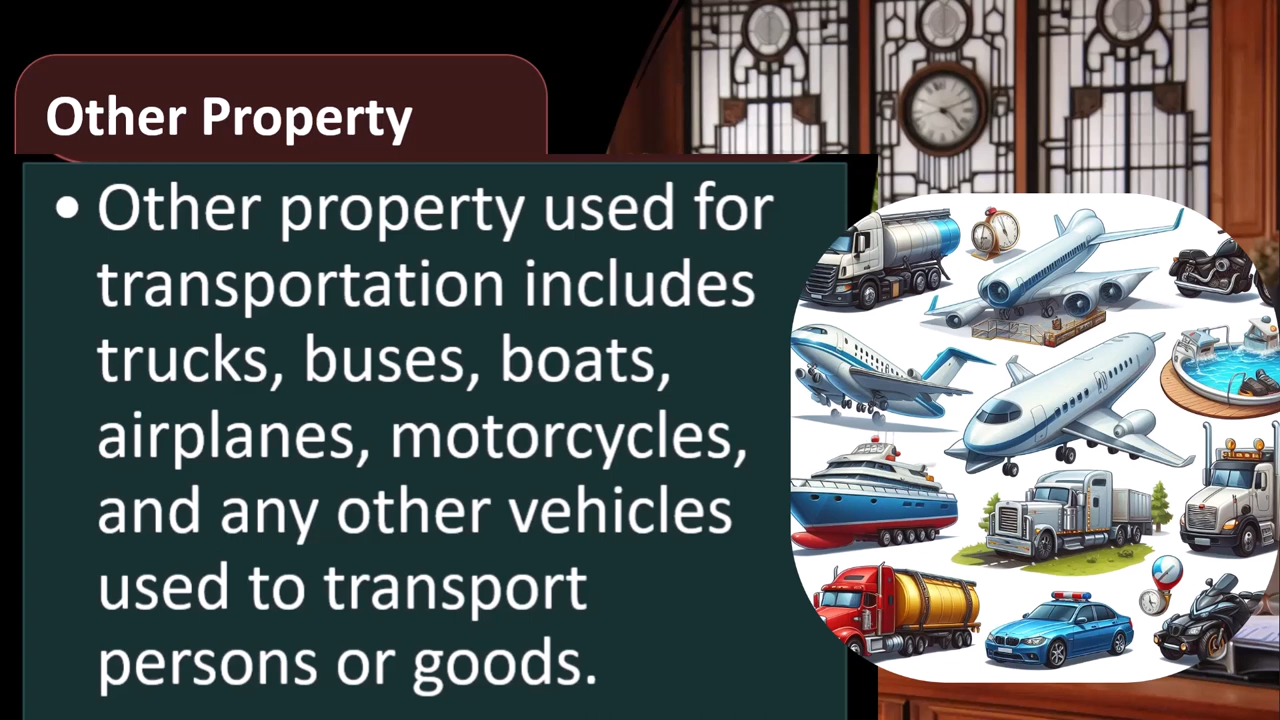 Other Property
• Other property used for
transportation includes
trucks, buses, boats,
airplanes, motorcycles,
and any other vehicles
used to transport
persons or goods.